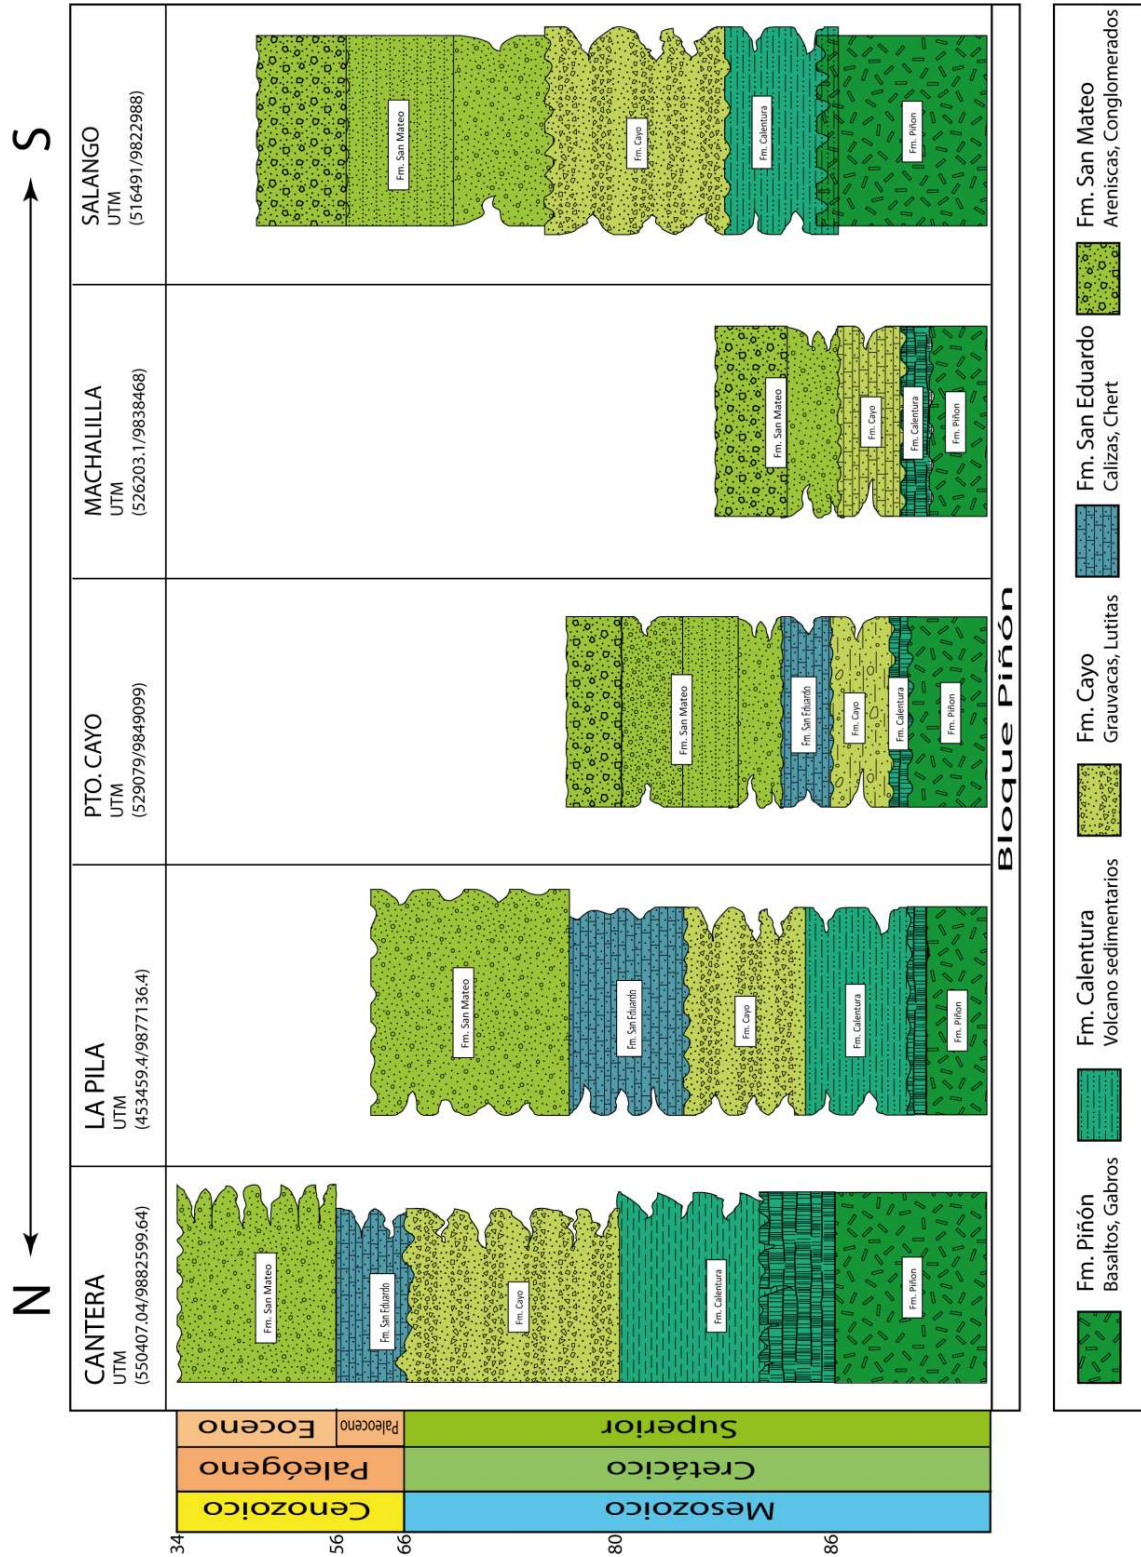 N
S
CANTERA
UTM
(550407.04/9882599.64)
LA PILA
UTM
(453459.4/98777136.4)
PTO. CAYO
UTM
(529079/9849099)
MACHALILLA
UTM
(526203.1/9838468)
SALANGO
UTM
(516491/9822988)
34
56
66
80
86
Cenozoico
Mesozoico
Paleógeno
Cretácico
Eoceno
Paleoceno
Superior
Fm. San Mateo
Fm. San Eduardo
Fm. Cayo
Fm. Calentura
Fm. Piñon
Fm. San Mateo
Fm. San Eduardo
Fm. Cayo
Fm. Calentura
Fm. Piñon
Fm. San Mateo
Fm. San Eduardo
Fm. Cayo
Fm. Calentura
Fm. Piñon
Fm. San Mateo
Fm. Cayo
Fm. Calentura
Fm. Piñon
Fm. San Mateo
Fm. Cayo
Fm. Calentura
Fm. Piñon
Bloque Piñón
Fm. Piñón
Basaltos, Gabros
Fm. Calentura
Volcano sedimentarios
Fm. Cayo
Grauvacas, Lutitas
Fm. San Eduardo
Calizas, Chert
Fm. San Mateo
Areniscas, Conglomerados